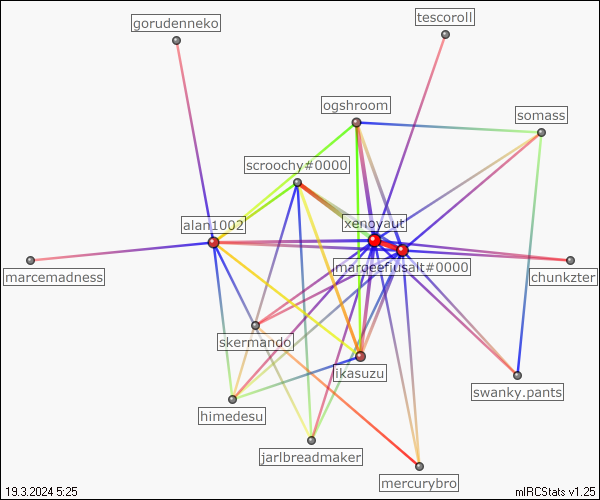 gorudenneko
tescoroll
ogshroom
somass
scroochy#0000
alan1002
xenoyaut
marcemadness
marqeefiusalt#0000
chunkzter
skermando
ikasuzu
swanky.pants
himedesu
jarlbreadmaker
mercurybro
19.3.2024 5:25
mIRCStats v1.25